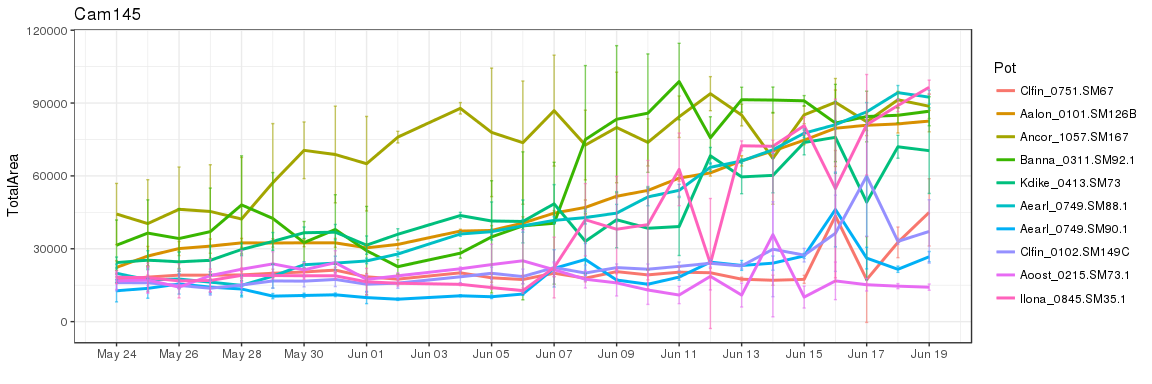 Cam145
TotalArea
120000
90000
60000
30000
0
May 24 May 26 May 28 May 30 Jun 01 Jun 03 Jun 05 Jun 07 Jun 09 Jun 11 Jun 13 Jun 15 Jun 17 Jun 19
Pot
Clfin_0751.SM67
Aalon_0101.SM126B
Ancor_1057.SM167
Banna_0311.SM92.1
Kdike_0413.SM73
Aearl_0749.SM88.1
Aearl_0749.SM90.1
Clfin_0102.SM149C
Aoost_0215.SM73.1
Ilona_0845.SM35.1